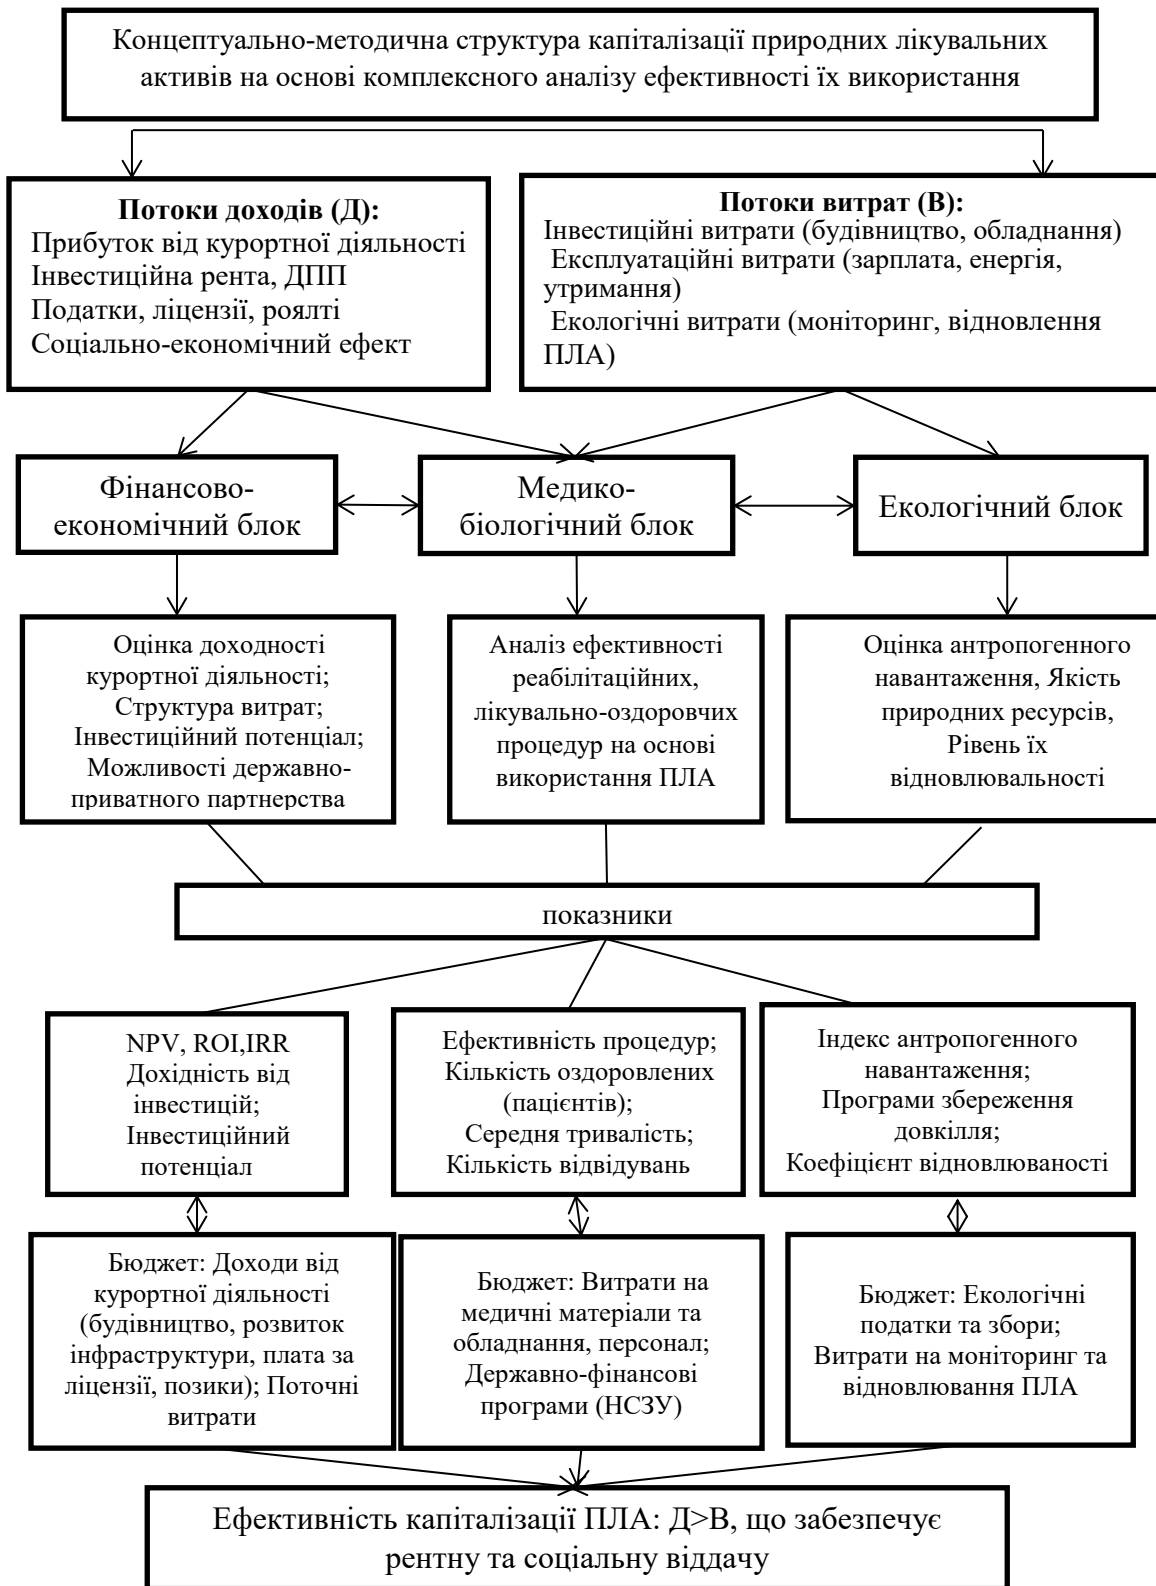 Концептуально-методична структура капіталізації природних лікувальних
активів на основі комплексного аналізу ефективності їх використання
Потоки доходів (Д):
Прибуток від курортної діяльності
Інвестиційна рента, ДПП
Податки, ліцензії, роялті
Соціально-економічний ефект
Потоки витрат (В):
Інвестиційні витрати (будівництво, обладнання)
Експлуатаційні витрати (зарплата, енергія,
утримання)
Екологічні витрати (моніторинг, відновлення
ПЛА)
Фінансово-
економічний блок
Медико-
біологічний блок
Екологічний блок
Оцінка доходності
курортної діяльності;
Структура витрат;
Інвестиційний потенціал;
Можливості державно-
приватного партнерства
Аналіз ефективності
реабілітаційних,
лікувально-оздоровчих
процедур на основі
використання ПЛА
Оцінка антропогенного
навантаження, Якість
природних ресурсів,
Рівень їх
відновлювальності
показники
NPV, ROI,IRR
Дохідність від
інвестицій;
Інвестиційний
потенціал
Ефективність процедур;
Кількість оздоровлених
(пацієнтів);
Середня тривалість;
Кількість відвідувань
Індекс антропогенного
навантаження;
Програми збереження
довкілля;
Коефіцієнт відновлюваності
Бюджет: Доходи від
курортної діяльності
(будівництво, розвиток
інфраструктури, плата за
ліцензії, позики); Поточні
витрати
Бюджет: Витрати на
медичні матеріали та
обладнання, персонал;
Державно-фінансові
програми (НСЗУ)
Бюджет: Екологічні
податки та збори;
Витрати на моніторинг та
відновлювання ПЛА
Ефективність капіталізації ПЛА: Д>В, що забезпечує
рентну та соціальну віддачу